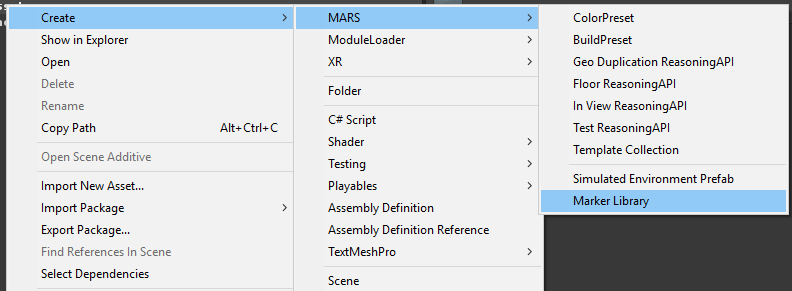 Create
Show in Explorer
Open
Delete
Rename
Copy Path Alt+Ctrl+C
Open Scene Additive
Import New Asset...
Import Package
Export Package...
Find References In Scene
Select Dependencies
MARS
ModuleLoader
XR
Folder
C# Script
Shader
Testing
Playables
Assembly Definition
Assembly Definition Reference
TextMeshPro
Scene
ColorPreset
BuildPreset
Geo Duplication ReasoningAPI
Floor ReasoningAPI
In View ReasoningAPI
Test ReasoningAPI
Template Collection
Simulated Environment Prefab
Marker Library